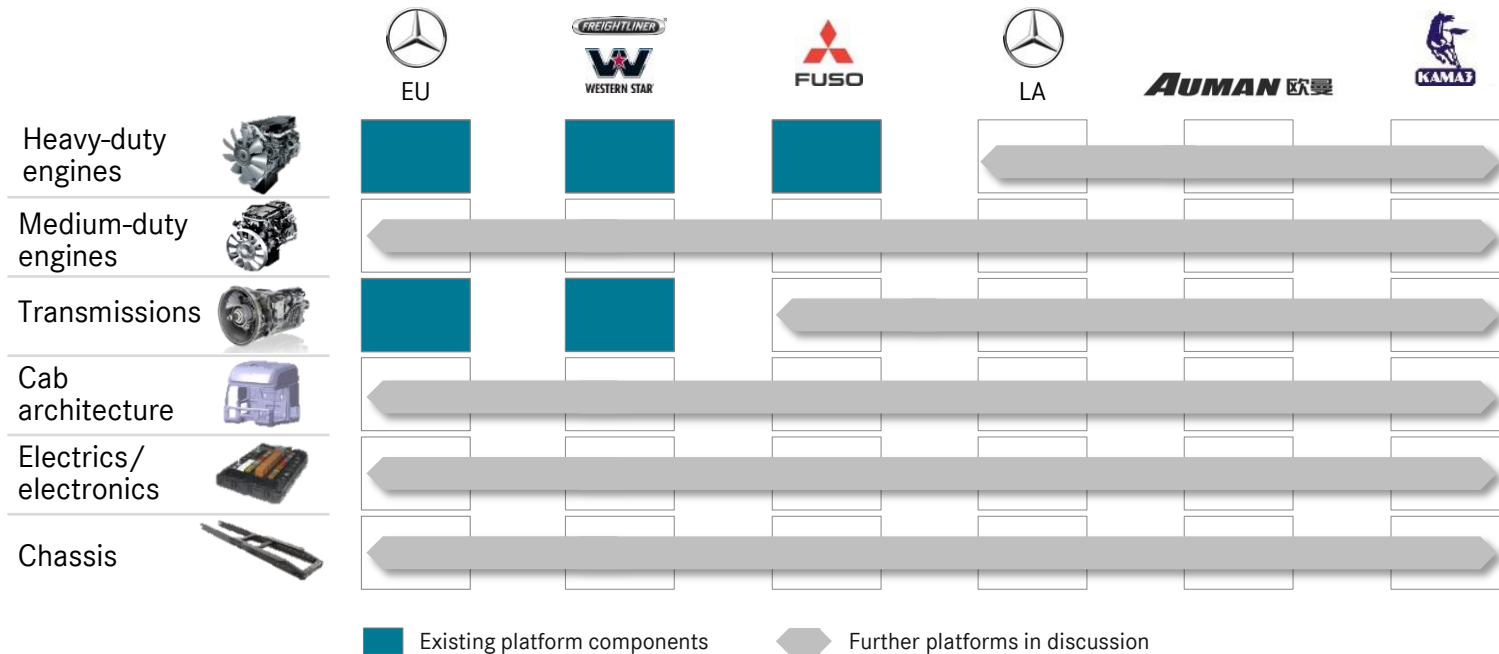 FREIGHTLINER
WESTERN STAR
FUSO
EU
LA
AUMAN 欧曼
КАМАЗ
Heavy-duty
engines
Medium-duty
engines
Transmissions
Cab
architecture
Electrics/
electronics
Chassis
Existing platform components
Further platforms in discussion